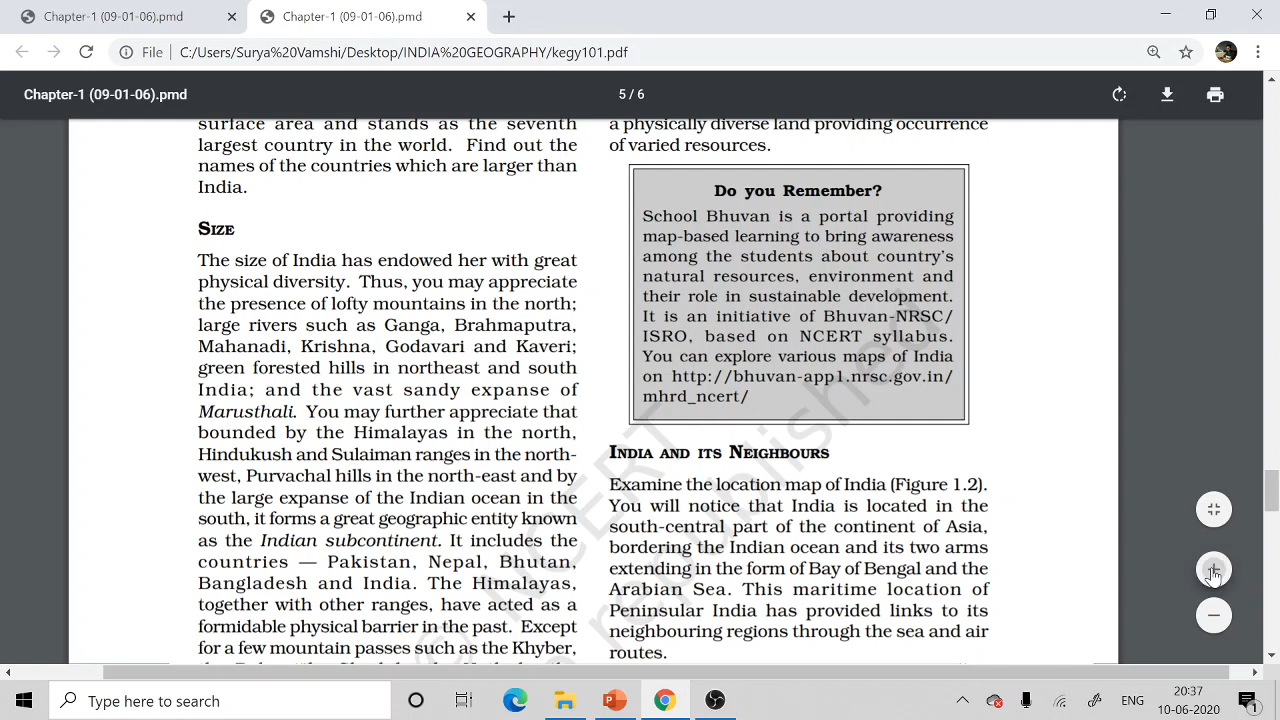 Chapter-1 (09-01-06).pmd
Chapter-1 (09-01-06).pmd
File
C:/Users/Surya%20Vamshi/Desktop/INDIA%20GEOGRAPHY/kegy101.pdf
Chapter-1 (09-01-06).pmd
5 / 6
surface area and stands as the seventh
largest country in the world. Find out the
names of the countries which are larger than
India.
SIZE
The size of India has endowed her with great
physical diversity. Thus, you may appreciate
the presence of lofty mountains in the north;
large rivers such as Ganga, Brahmaputra,
Mahanadi, Krishna, Godavari and Kaveri;
green forested hills in northeast and south
India; and the vast sandy expanse of
Marusthali. You may further appreciate that
bounded by the Himalayas in the north,
Hindukush and Sulaiman ranges in the north-
west, Purvachal hills in the north-east and by
the large expanse of the Indian ocean in the
south, it forms a great geographic entity known
as the Indian subcontinent. It includes the
countries — Pakistan, Nepal, Bhutan,
Bangladesh and India. The Himalayas,
together with other ranges, have acted as a
formidable physical barrier in the past. Except
for a few mountain passes such as the Khyber,
a physically diverse land providing occurrence
of varied resources.
Do you Remember?
School Bhuvan is a portal providing
map-based learning to bring awareness
among the students about country's
natural resources, environment and
their role in sustainable development.
It is an initiative of Bhuvan-NRSC/
ISRO, based on NCERT syllabus.
You can explore various maps of India
on http://bhuvan-app1.nrsc.gov.in/
mhrd_ncert/
INDIA AND ITS NEIGHBOURS
Examine the location map of India (Figure 1.2).
You will notice that India is located in the
south-central part of the continent of Asia,
bordering the Indian ocean and its two arms
extending in the form of Bay of Bengal and the
Arabian Sea. This maritime location of
Peninsular India has provided links to its
neighbouring regions through the sea and air
routes.
© NCERT
republished
Type here to search
ENG
20:37
10-06-2020
1